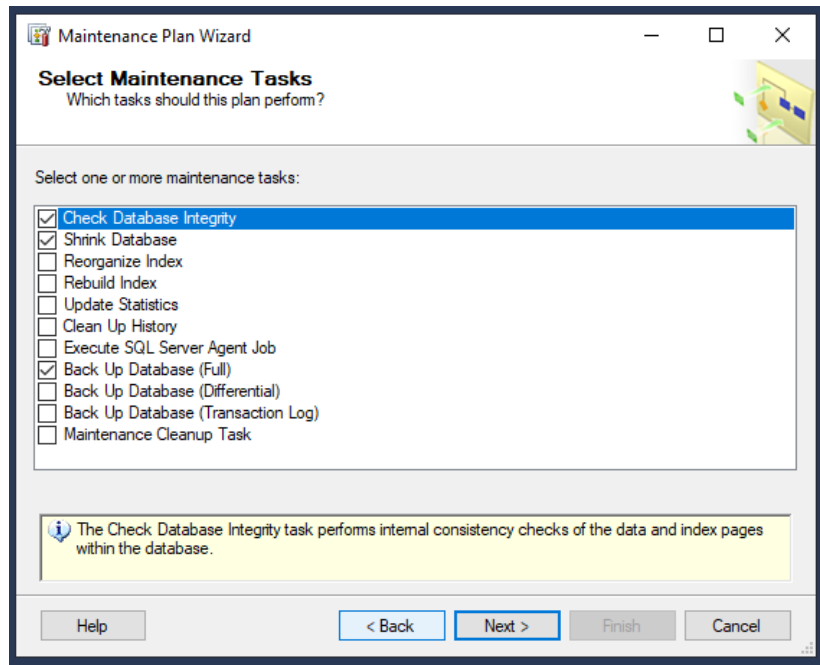 Maintenance Plan Wizard
Select Maintenance Tasks
Which tasks should this plan perform?
Select one or more maintenance tasks:
Check Database Integrity
Shrink Database
Reorganize Index
Rebuild Index
Update Statistics
Clean Up History
Execute SQL Server Agent Job
Back Up Database (Full)
Back Up Database (Differential)
Back Up Database (Transaction Log)
Maintenance Cleanup Task
The Check Database Integrity task performs internal consistency checks of the data and index pages
within the database.
Help
< Back
Next >
Finish
Cancel